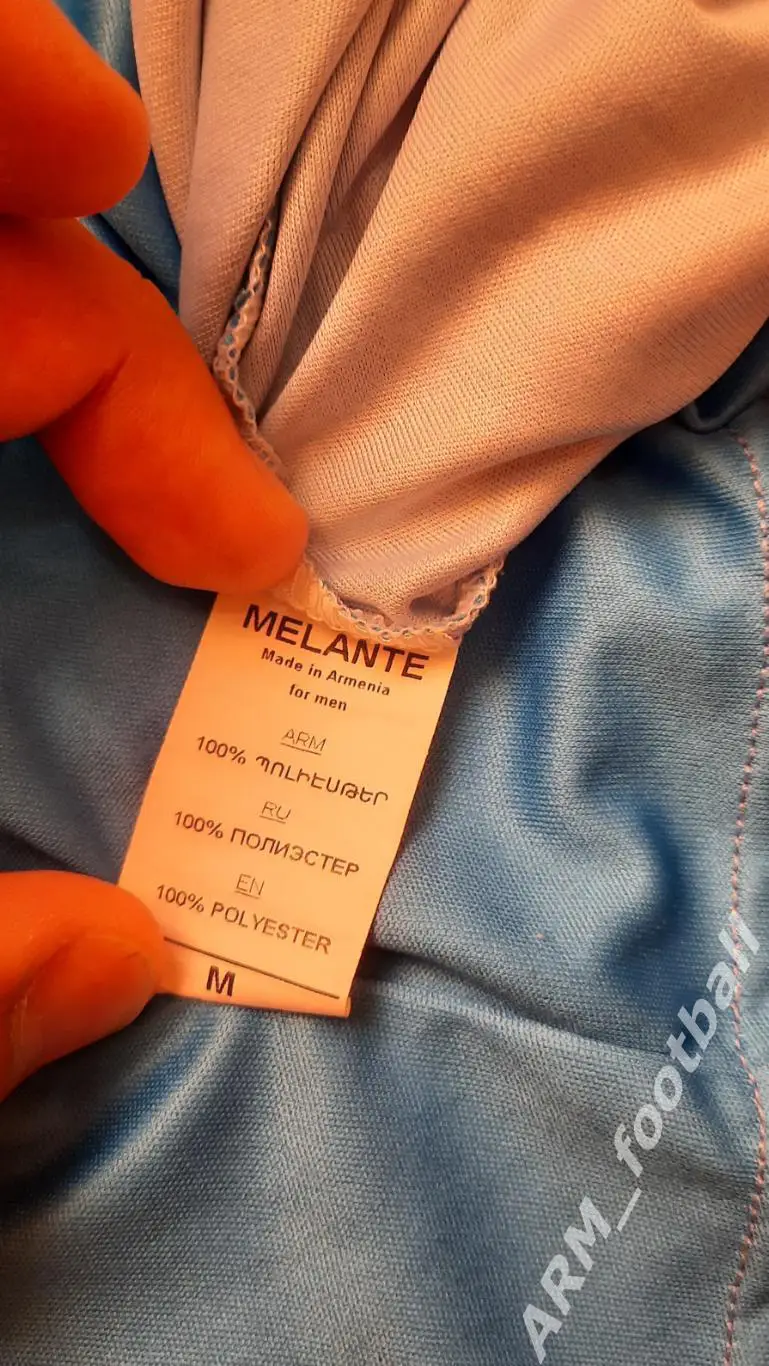 MELANTE
Made in Armenia
for men
ARM
100% ՊՈԼԻԷՍԹԵՐ
RU
100% ПОЛИЭСТЕР
EN
100% POLYESTER
M
ARM_football